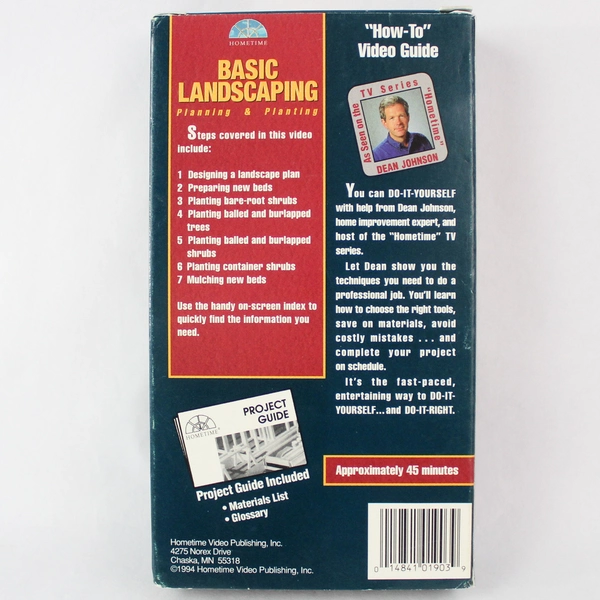 HOMETIME
BASIC
LANDSCAPING
Planning & Planting
Steps covered in this video
include:
1 Designing a landscape plan
2 Preparing new beds
3 Planting bare-root shrubs
4 Planting balled and burlapped
trees
5 Planting balled and burlapped
shrubs
6 Planting container shrubs
7 Mulching new beds
Use the handy on-screen index to
quickly find the information you
need.
PROJECT
GUIDE
HOMETIME
Project Guide Included
• Materials List
• Glossary
Hometime Video Publishing, Inc.
4275 Norex Drive
Chaska, MN 55318
©1994 Hometime Video Publishing, Inc.
"How-To"
Video Guide
As Seen on the
TV Series
"Hometime"
DEAN JOHNSON
You can DO-IT-YOURSELF
with help from Dean Johnson,
home improvement expert, and
host of the "Hometime" TV
series.
Let Dean show you the
techniques you need to do a
professional job. You'll learn
how to choose the right tools,
save on materials, avoid
costly mistakes . . . and
complete your project
on schedule.
It's the fast-paced,
entertaining way to DO-IT-
YOURSELF...and DO-IT-RIGHT.
Approximately 45 minutes
0 14841 01903 9